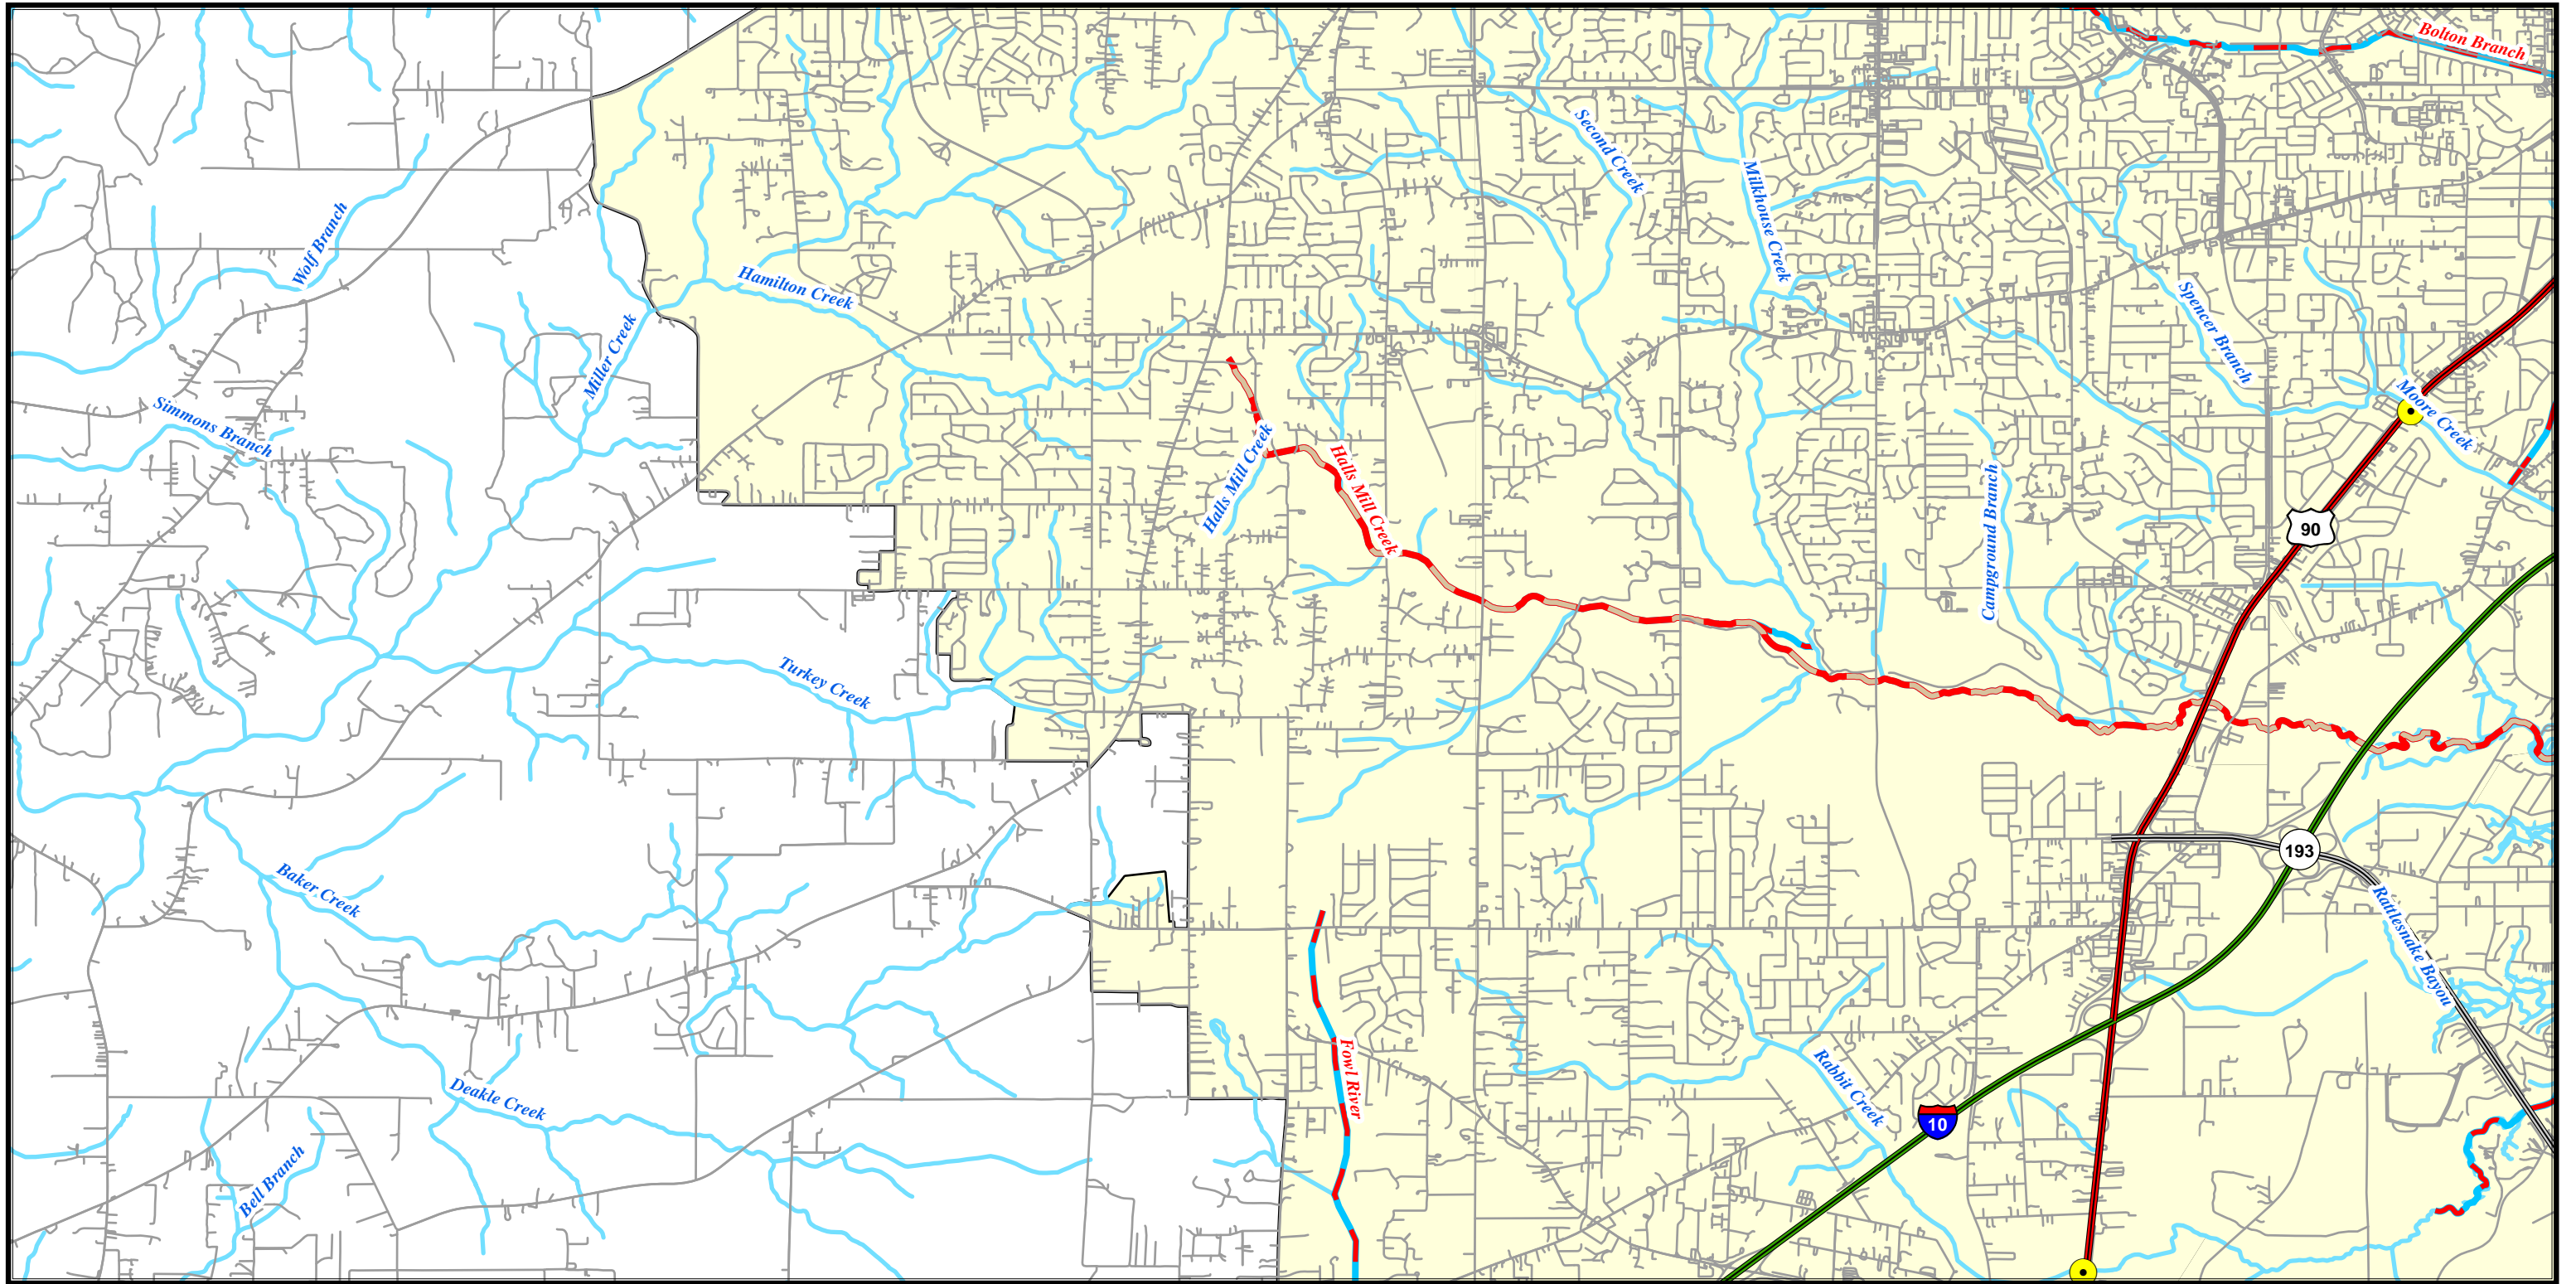 Bolton Branch
Second Creek
Milkhouse Creek
Wolf Branch
Hamilton Creek
Spencer Branch
Miller Creek
Moore Creek
Simmons Branch
Halls Mill Creek
Halls Mill Creek
Campground Branch
90
Turkey Creek
193
Baker Creek
Rattlesnake Bayou
Fowl River
Rabbit Creek
Deakle Creek
10
Bell Branch